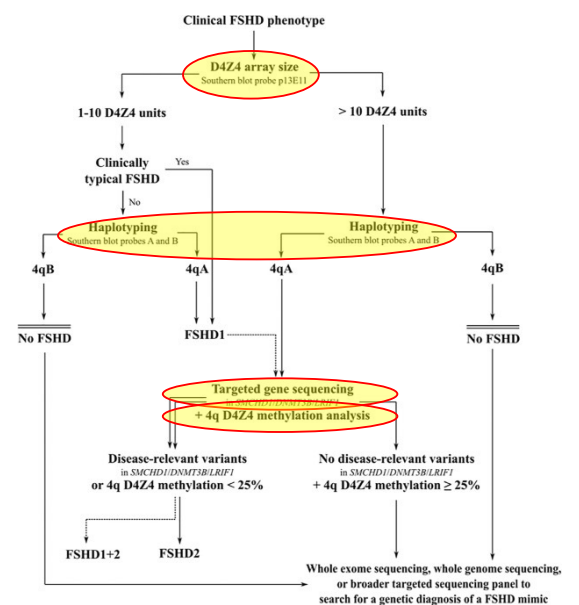 Clinical FSHD phenotype
D4Z4 array size
Southern blot probe p13E11
1-10 D4Z4 units
> 10 D4Z4 units
Clinically
typical FSHD
Yes
No
Haplotyping
Southern blot probes A and B
Haplotyping
Southern blot probes A and B
4qB
4qA
4qA
4qB
No FSHD
FSHD1
No FSHD
Targeted gene sequencing
in SMCHD1/DNMT3B/LRIF1
+ 4q D4Z4 methylation analysis
Disease-relevant variants
in SMCHD1/DNMT3B/LRIF1
or 4q D4Z4 methylation < 25%
No disease-relevant variants
in SMCHD1/DNMT3B/LRIF1
+ 4q D4Z4 methylation ≥ 25%
FSHD1+2
FSHD2
Whole exome sequencing, whole genome sequencing,
or broader targeted sequencing panel to
search for a genetic diagnosis of a FSHD mimic